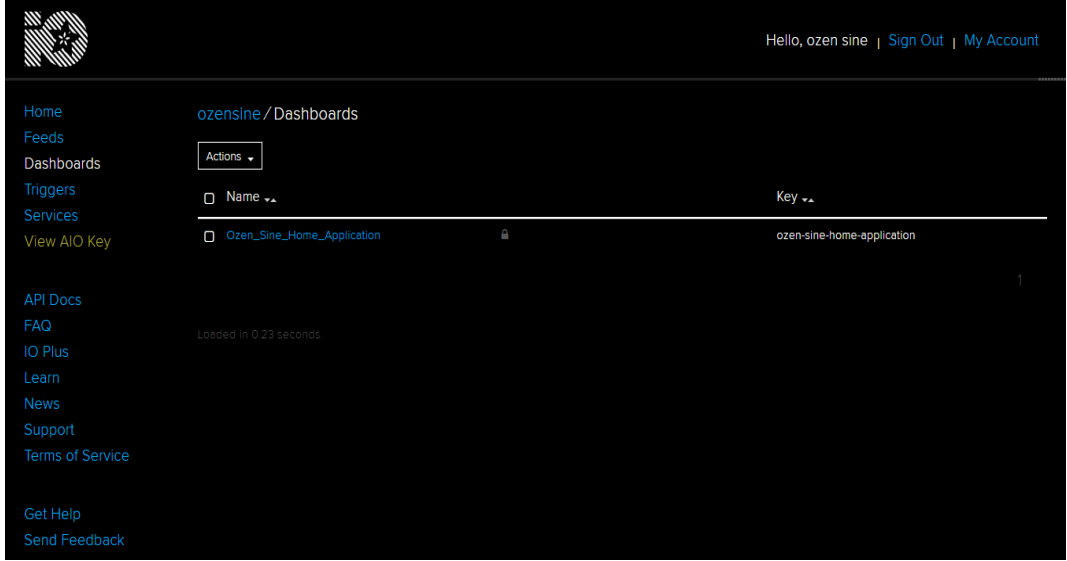 Hello, ozen sine | Sign Out | My Account
Home
Feeds
Dashboards
Triggers
Services
View AIO Key
API Docs
FAQ
IO Plus
Learn
News
Support
Terms of Service
Get Help
Send Feedback
ozensine / Dashboards
Actions
Name Key
Ozen_Sine_Home_Application ozen-sine-home-application
1
Loaded in 0.23 seconds.